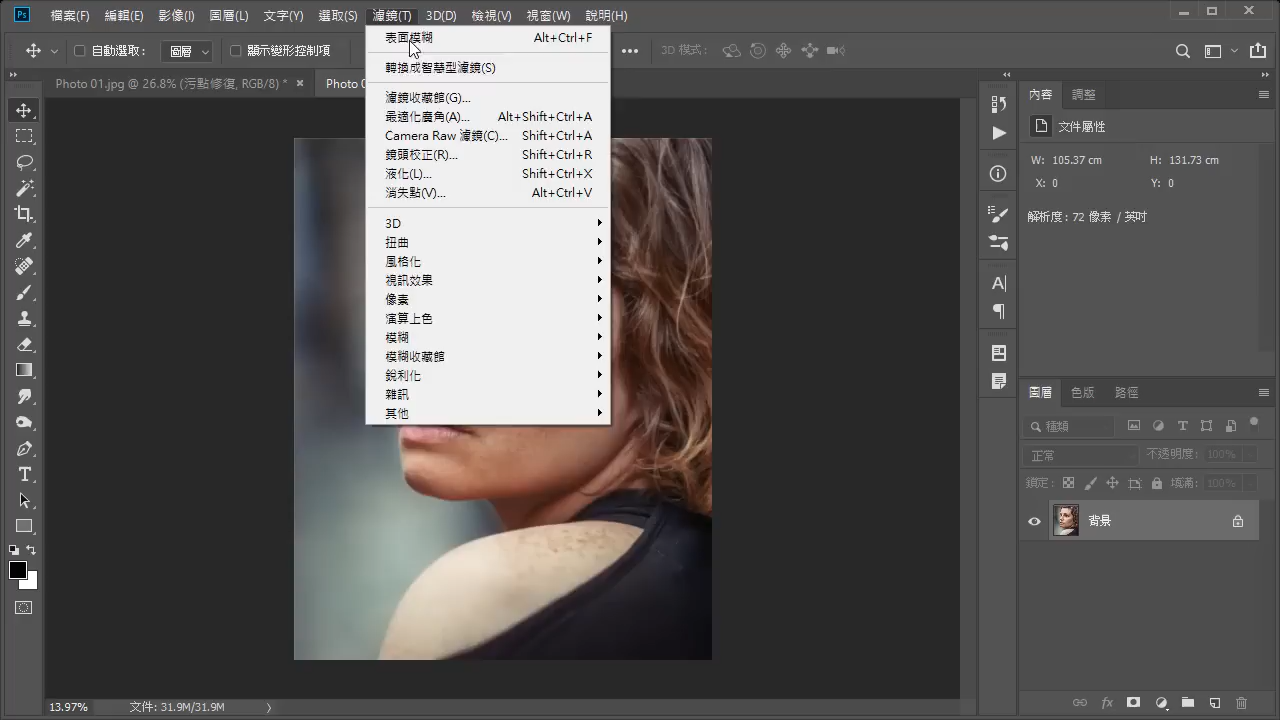 Ps 檔案(F) 編輯(E) 影像(I) 圖層(L) 文字(Y) 選取(S) 濾鏡(T) 3D(D) 檢視(V) 視窗(W) 說明(H)
自動選取： 圖層 顯示變形控制項 3D 模式：
Photo 01.jpg @ 26.8% (污點修復, RGB/8) * × Photo 0
表面模糊 Alt+Ctrl+F
轉換成智慧型濾鏡(S)
濾鏡收藏館(G)...
最適化廣角(A)... Alt+Shift+Ctrl+A
Camera Raw 濾鏡(C)... Shift+Ctrl+A
鏡頭校正(R)... Shift+Ctrl+R
液化(L)... Shift+Ctrl+X
消失點(V)... Alt+Ctrl+V
3D
扭曲
風格化
視訊效果
像素
演算上色
模糊
模糊收藏館
銳利化
雜訊
其他
內容 調整
文件屬性
W: 105.37 cm H: 131.73 cm
X: 0 Y: 0
解析度: 72 像素 / 英吋
圖層 色版 路徑
種類
正常 不透明度: 100%
鎖定: 填滿: 100%
背景
13.97% 文件: 31.9M/31.9M